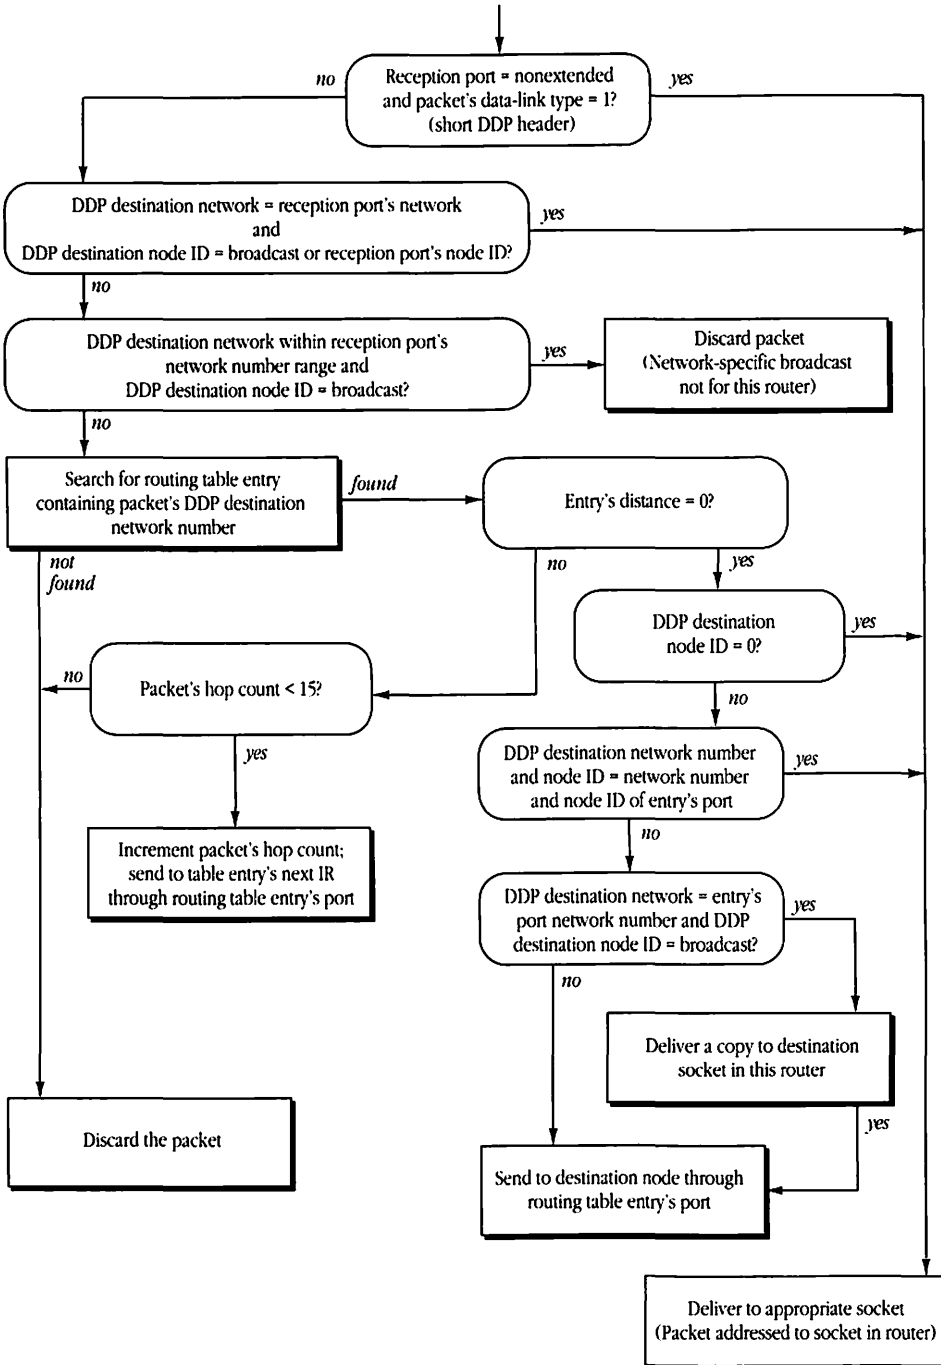 no
Reception port = nonextended
and packet's data-link type = 1?
(short DDP header)
yes
DDP destination network = reception port's network
and
DDP destination node ID = broadcast or reception port's node ID?
yes
no
DDP destination network within reception port's
network number range and
DDP destination node ID = broadcast?
yes
Discard packet
(Network-specific broadcast
not for this router)
no
Search for routing table entry
containing packet's DDP destination
network number
found
Entry's distance = 0?
not
found
no
yes
DDP destination
node ID = 0?
yes
no
Packet's hop count < 15?
no
yes
DDP destination network number
and node ID = network number
and node ID of entry's port
yes
no
Increment packet's hop count;
send to table entry's next IR
through routing table entry's port
DDP destination network = entry's
port network number and DDP
destination node ID = broadcast?
yes
no
Deliver a copy to destination
socket in this router
yes
Discard the packet
Send to destination node through
routing table entry's port
Deliver to appropriate socket
(Packet addressed to socket in router)